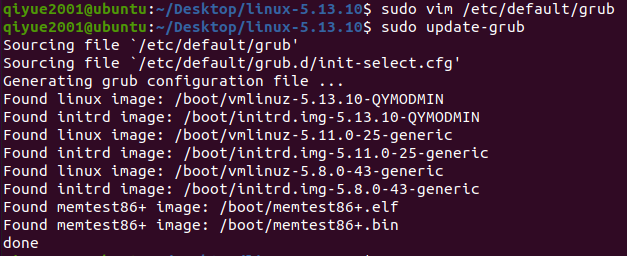 qiyue2001@ubuntu:~/Desktop/linux-5.13.10$ sudo vim /etc/default/grub
qiyue2001@ubuntu:~/Desktop/linux-5.13.10$ sudo update-grub
Sourcing file `/etc/default/grub'
Sourcing file `/etc/default/grub.d/init-select.cfg'
Generating grub configuration file ...
Found linux image: /boot/vmlinuz-5.13.10-QYMODMIN
Found initrd image: /boot/initrd.img-5.13.10-QYMODMIN
Found linux image: /boot/vmlinuz-5.11.0-25-generic
Found initrd image: /boot/initrd.img-5.11.0-25-generic
Found linux image: /boot/vmlinuz-5.8.0-43-generic
Found initrd image: /boot/initrd.img-5.8.0-43-generic
Found memtest86+ image: /boot/memtest86+.elf
Found memtest86+ image: /boot/memtest86+.bin
done